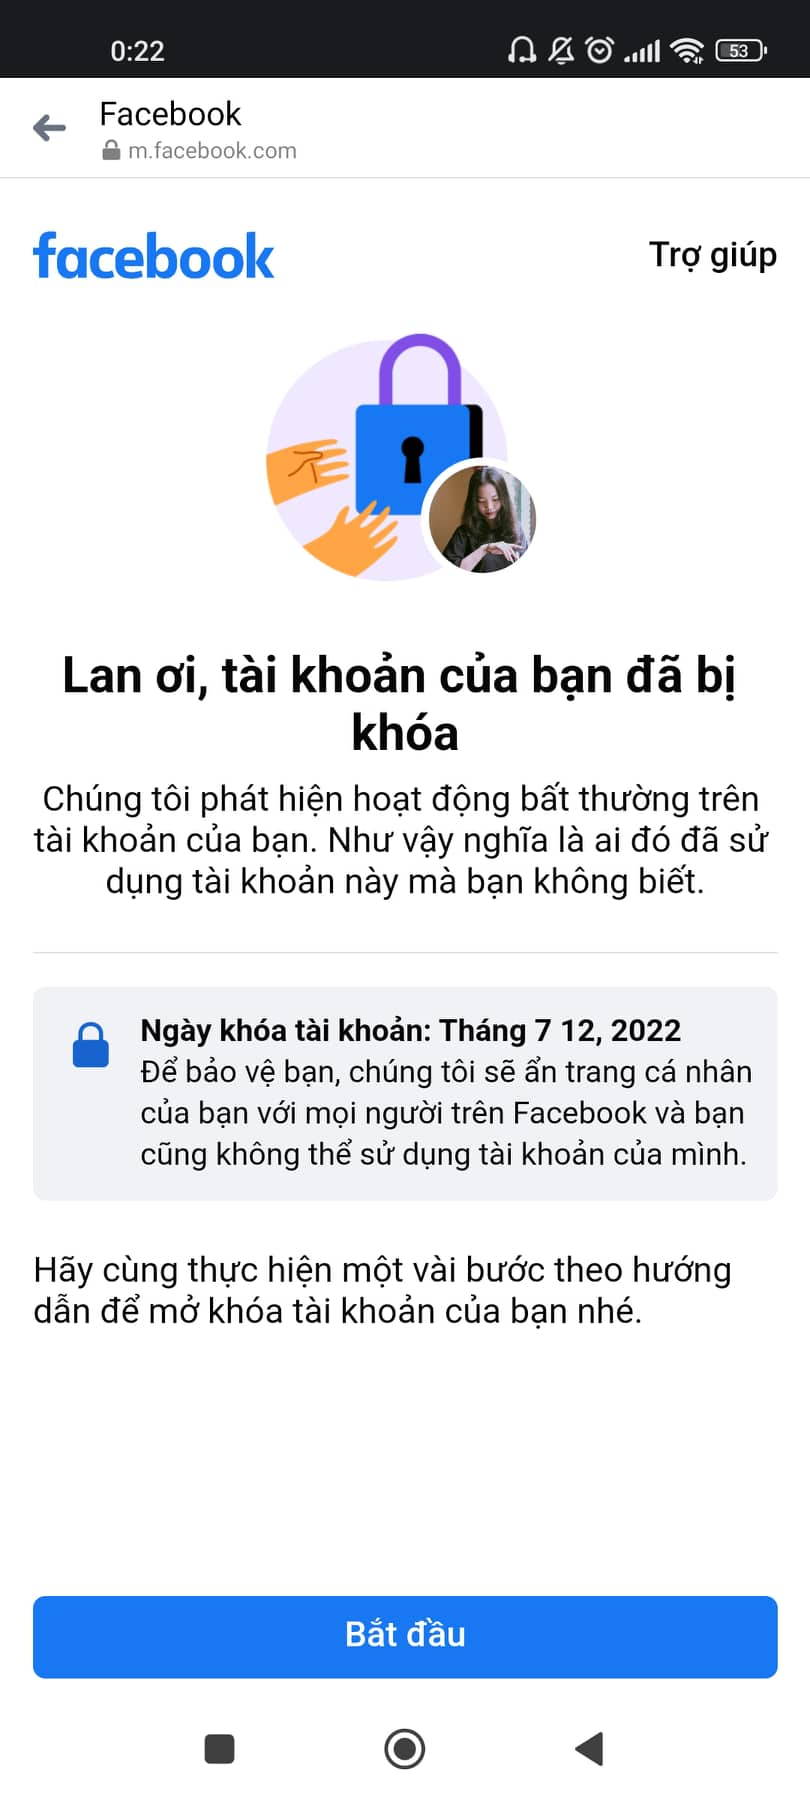 0:22
53
Facebook
m.facebook.com
facebook
Trợ giúp
Lan ơi, tài khoản của bạn đã bị
khóa
Chúng tôi phát hiện hoạt động bất thường trên
tài khoản của bạn. Như vậy nghĩa là ai đó đã sử
dụng tài khoản này mà bạn không biết.
Ngày khóa tài khoản: Tháng 7 12, 2022
Để bảo vệ bạn, chúng tôi sẽ ẩn trang cá nhân
của bạn với mọi người trên Facebook và bạn
cũng không thể sử dụng tài khoản của mình.
Hãy cùng thực hiện một vài bước theo hướng
dẫn để mở khóa tài khoản của bạn nhé.
Bắt đầu